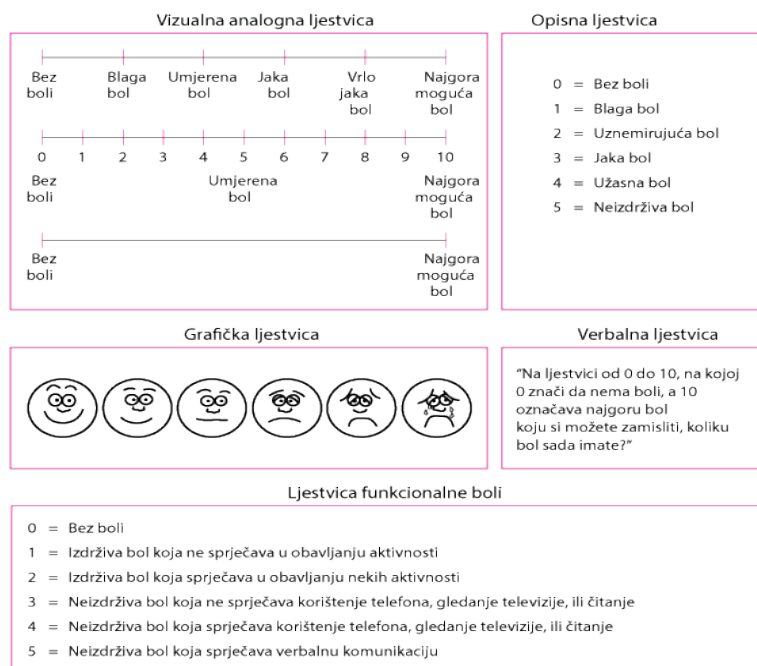 Vizualna analogna ljestvica
Bez boli
Blaga bol
Umjerena bol
Jaka bol
Vrlo jaka bol
Najgora moguća bol
0 1 2 3 4 5 6 7 8 9 10
Bez boli
Umjerena bol
Najgora moguća bol
Bez boli
Najgora moguća bol
Opisna ljestvica
0 = Bez boli
1 = Blaga bol
2 = Uznemirujuća bol
3 = Jaka bol
4 = Užasna bol
5 = Neizdrživa bol
Grafička ljestvica
Verbalna ljestvica
"Na ljestvici od 0 do 10, na kojoj
0 znači da nema boli, a 10
označava najgoru bol
koju si možete zamisliti, koliku
bol sada imate?"
Ljestvica funkcionalne boli
0 = Bez boli
1 = Izdrživa bol koja ne sprječava u obavljanju aktivnosti
2 = Izdrživa bol koja sprječava u obavljanju nekih aktivnosti
3 = Neizdrživa bol koja ne sprječava korištenje telefona, gledanje televizije, ili čitanje
4 = Neizdrživa bol koja sprječava korištenje telefona, gledanje televizije, ili čitanje
5 = Neizdrživa bol koja sprječava verbalnu komunikaciju